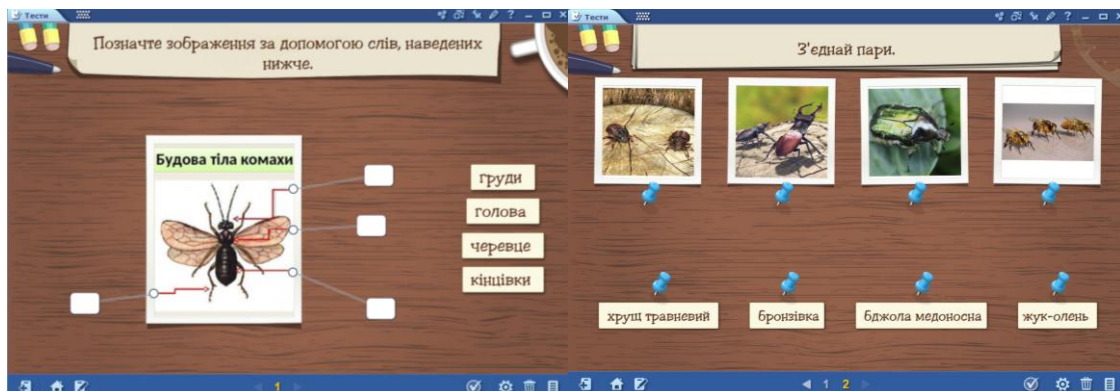 Тести
Позначте зображення за допомогою слів, наведених
нижче.
Будова тіла комахи
груди
голова
черевце
кінцівки
1
Тести
З'єднай пари.
хрущ травневий
бронзівка
бджола медоносна
жук-олень
1 2